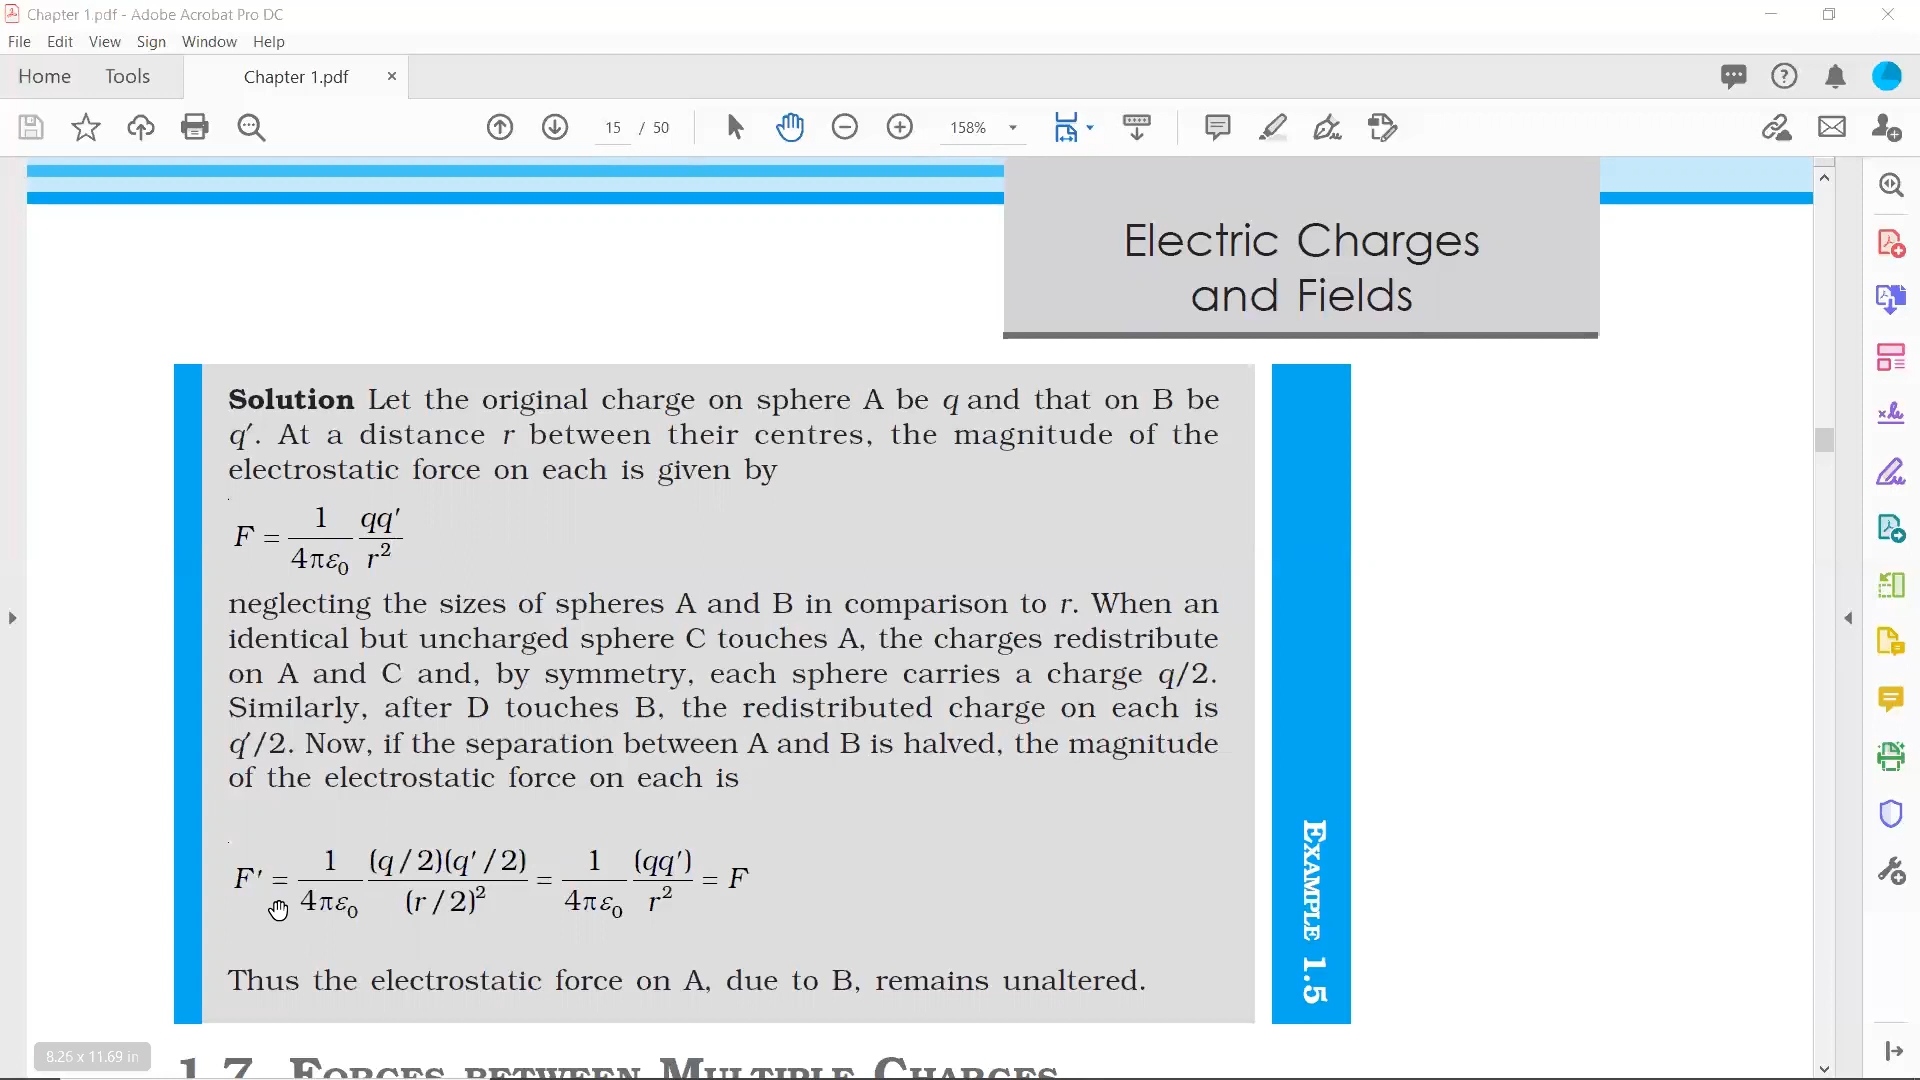 Chapter 1.pdf - Adobe Acrobat Pro DC
File Edit View Sign Window Help
Home Tools Chapter 1.pdf ×
15 / 50 158%
Electric Charges
and Fields
Solution Let the original charge on sphere A be q and that on B be
q′. At a distance r between their centres, the magnitude of the
electrostatic force on each is given by
F = 1/(4πε₀) qq′/r²
neglecting the sizes of spheres A and B in comparison to r. When an
identical but uncharged sphere C touches A, the charges redistribute
on A and C and, by symmetry, each sphere carries a charge q/2.
Similarly, after D touches B, the redistributed charge on each is
q′/2. Now, if the separation between A and B is halved, the magnitude
of the electrostatic force on each is
F′ = 1/(4πε₀) (q/2)(q′/2)/(r/2)² = 1/(4πε₀) (qq′)/r² = F
Thus the electrostatic force on A, due to B, remains unaltered.
EXAMPLE 1.5
8.26 x 11.69 in
1.7 FORCES BETWEEN MULTIPLE CHARGES